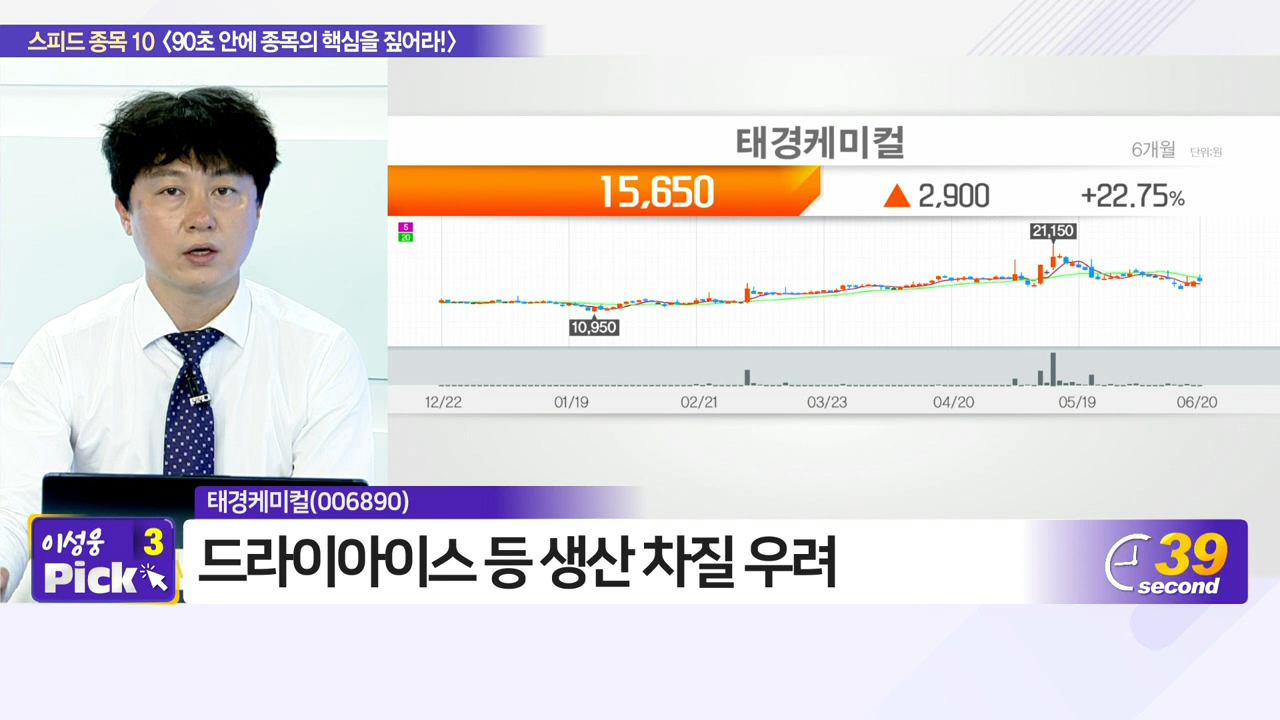 스피드 종목 10 〈90초 안에 종목의 핵심을 짚어라!〉
태경케미컬
6개월 단위:원
15,650 ▲ 2,900 +22.75%
5
20
21,150
10,950
12/22 01/19 02/21 03/23 04/20 05/19 06/20
태경케미컬(006890)
이성웅 3
Pick
드라이아이스 등 생산 차질 우려
39
second